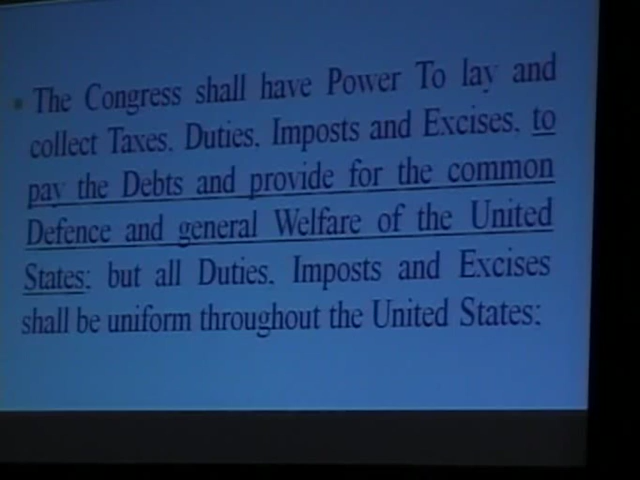 • The Congress shall have Power To lay and
collect Taxes, Duties, Imposts and Excises, to
pay the Debts and provide for the common
Defence and general Welfare of the United
States; but all Duties, Imposts and Excises
shall be uniform throughout the United States;